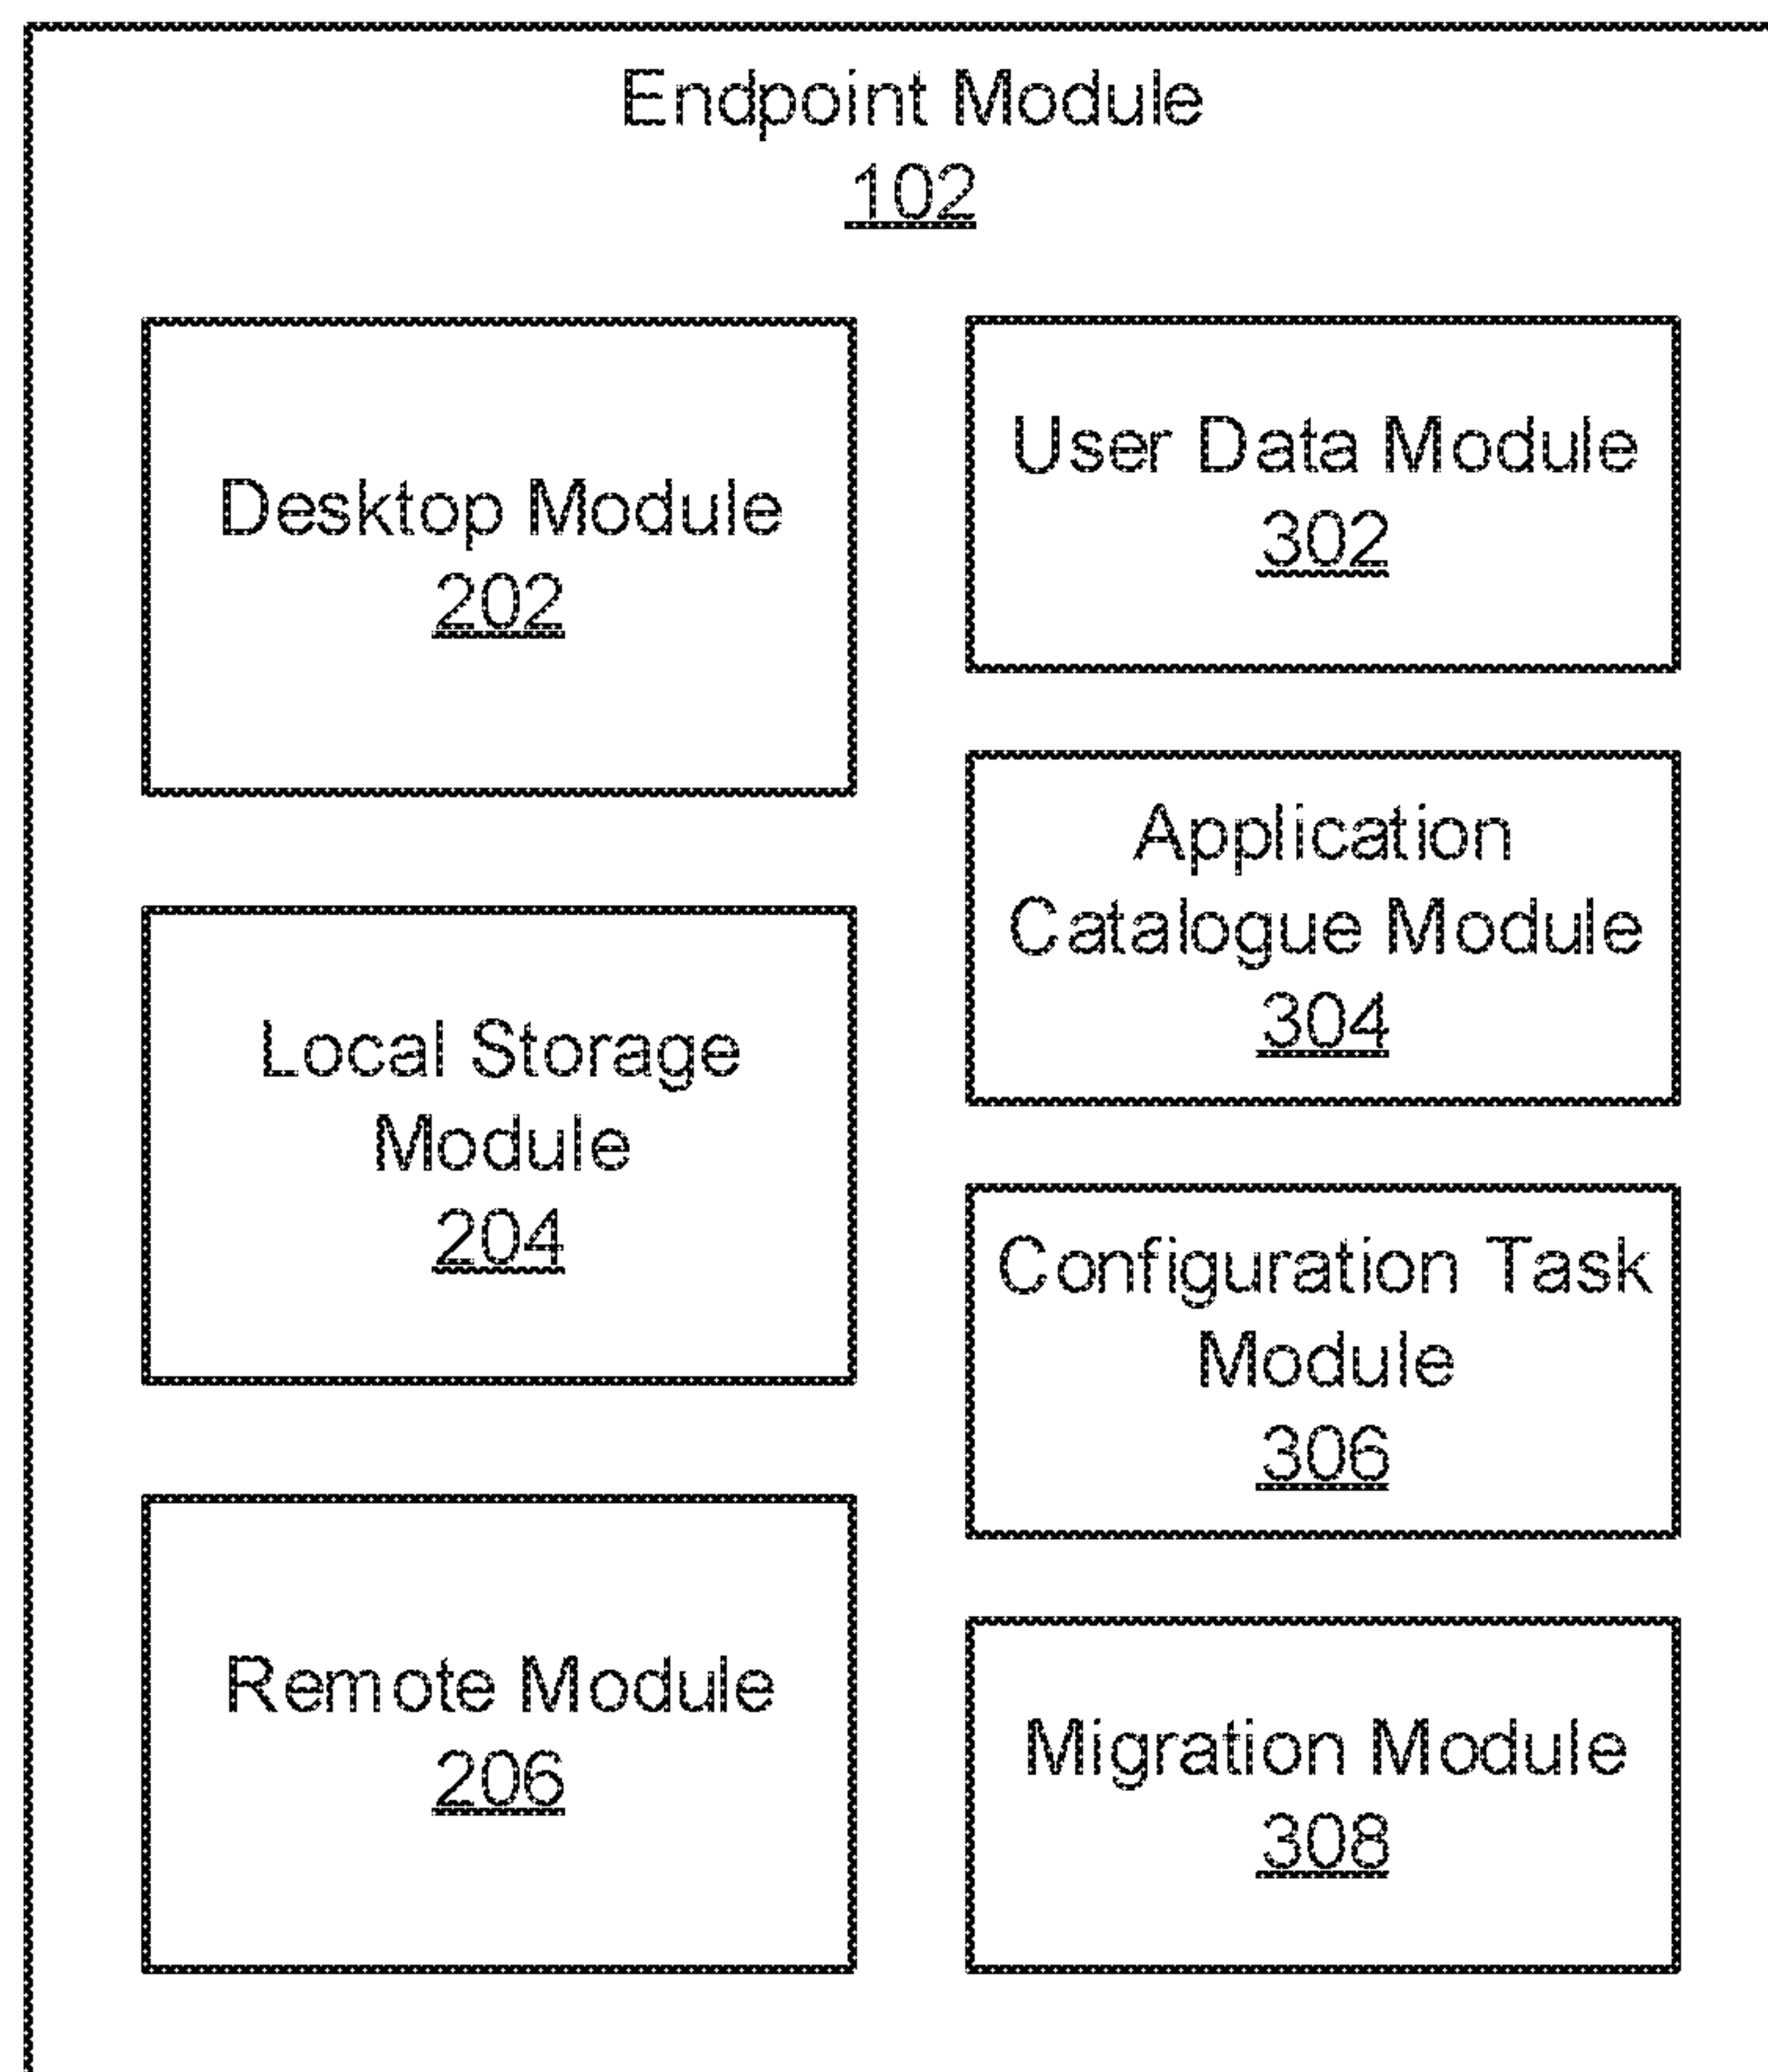 Endpoint Module
102
Desktop Module
202
Local Storage
Module
204
Remote Module
206
User Data Module
302
Application
Catalogue Module
304
Configuration Task
Module
306
Migration Module
308